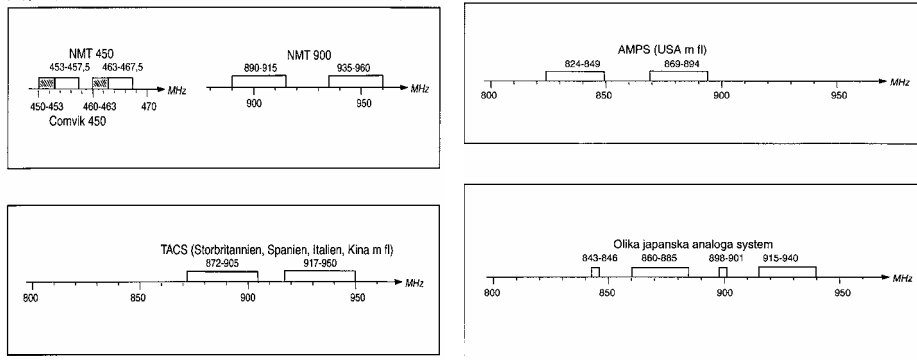 NMT 450
453-457,5 463-467,5
MHz
450-453 460-463 470
Comvik 450
NMT 900
890-915 935-960
MHz
900 950
AMPS (USA m fl)
824-849 869-894
MHz
800 850 900 950
TACS (Storbritannien, Spanien, Italien, Kina m fl)
872-905 917-950
MHz
800 850 900 950
Olika japanska analoga system
843-846 860-885 898-901 915-940
MHz
800 850 900 950